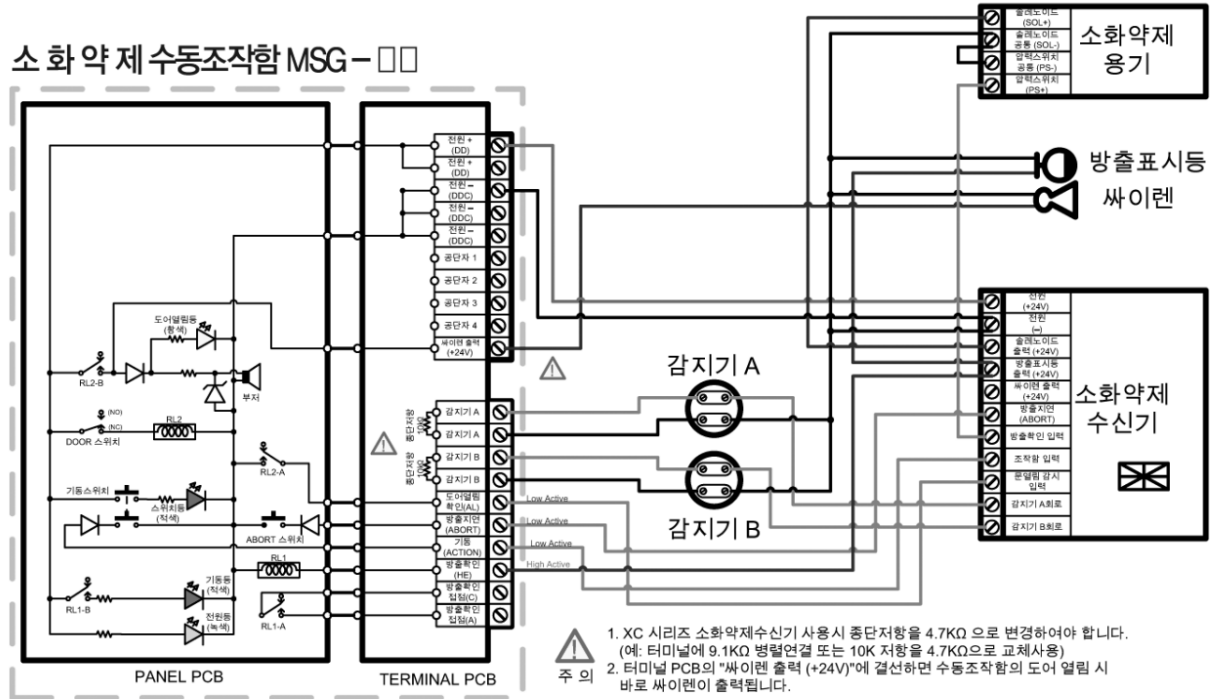 소 화 약 제 수동조작함 MSG – □□
전원 +
(DD)
전원 +
(DD)
전원 –
(DDC)
전원 –
(DDC)
전원 –
(DDC)
공단자 1
공단자 2
공단자 3
공단자 4
싸이렌 출력
(+24V)
감지기 A
감지기 A
감지기 B
감지기 B
도어열림
확인(AL)
방출지연
(ABORT)
기동
(ACTION)
방출확인
(HE)
방출확인
접점(C)
방출확인
접점(A)
종단저항
10KΩ
종단저항
10KΩ
도어열림등
(황색)
RL2-B
부저
(NO)
(NC)
RL2
DOOR 스위치
RL2-A
기동스위치
스위치등
(적색)
ABORT 스위치
RL1
기동등
(적색)
RL1-B
RL1-A
전원등
(녹색)
PANEL PCB
TERMINAL PCB
Low Active
Low Active
Low Active
High Active
감지기 A
감지기 B
솔레노이드
(SOL+)
솔레노이드
공통 (SOL-)
압력스위치
공통 (PS-)
압력스위치
(PS+)
소화약제
용기
방출표시등
싸이렌
전원
(+24V)
전원
(–)
솔레노이드
출력 (+24V)
방출표시등
출력 (+24V)
싸이렌 출력
(+24V)
방출지연
(ABORT)
방출확인 입력
조작함 입력
문열림 감시
입력
감지기 A회로
감지기 B회로
소화약제
수신기
주 의
1. XC 시리즈 소화약제수신기 사용시 종단저항을 4.7KΩ 으로 변경하여야 합니다.
(예: 터미널에 9.1KΩ 병렬연결 또는 10K 저항을 4.7KΩ으로 교체사용)
2. 터미널 PCB의 "싸이렌 출력 (+24V)"에 결선하면 수동조작함의 도어 열림 시
바로 싸이렌이 출력됩니다.